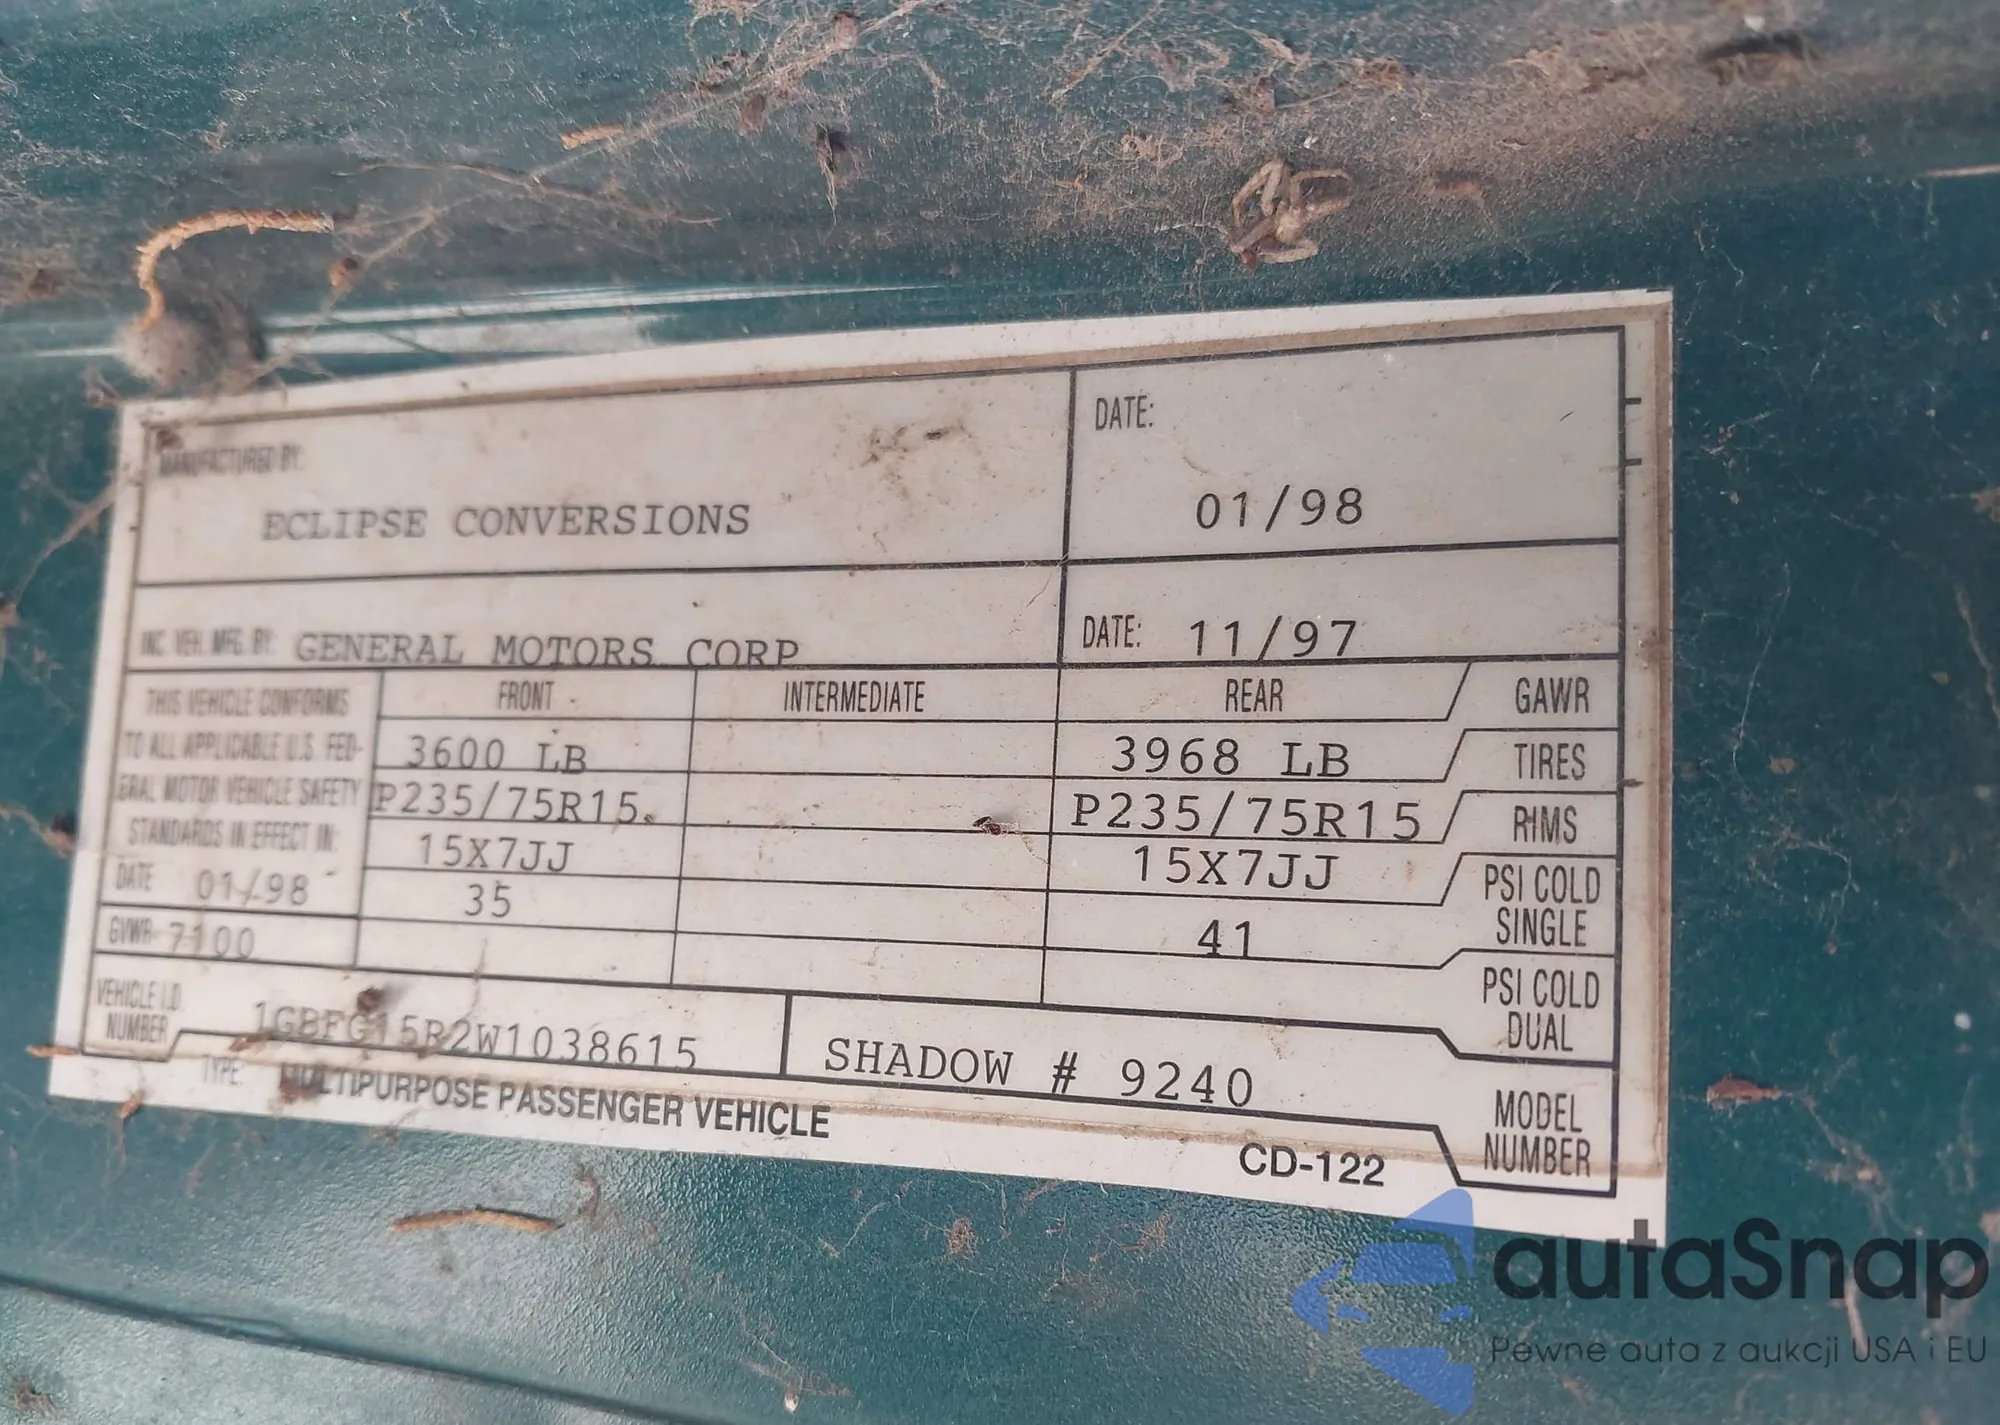 MANUFACTURED BY:
ECLIPSE CONVERSIONS
DATE:
01/98
INC. VEH. MFG. BY: GENERAL MOTORS CORP
DATE: 11/97
THIS VEHICLE CONFORMS
TO ALL APPLICABLE U.S. FED-
ERAL MOTOR VEHICLE SAFETY
STANDARDS IN EFFECT IN:
DATE 01/98
GVWR 7100
FRONT INTERMEDIATE REAR GAWR
3600 LB 3968 LB TIRES
P235/75R15 P235/75R15 RIMS
15X7JJ 15X7JJ PSI COLD
SINGLE
35 41
PSI COLD
DUAL
VEHICLE I.D.
NUMBER
1GBFG15R2W1038615
SHADOW # 9240
MODEL
NUMBER
TYPE: MULTIPURPOSE PASSENGER VEHICLE
CD-122
autaSnap
Pewne auta z aukcji USA i EU